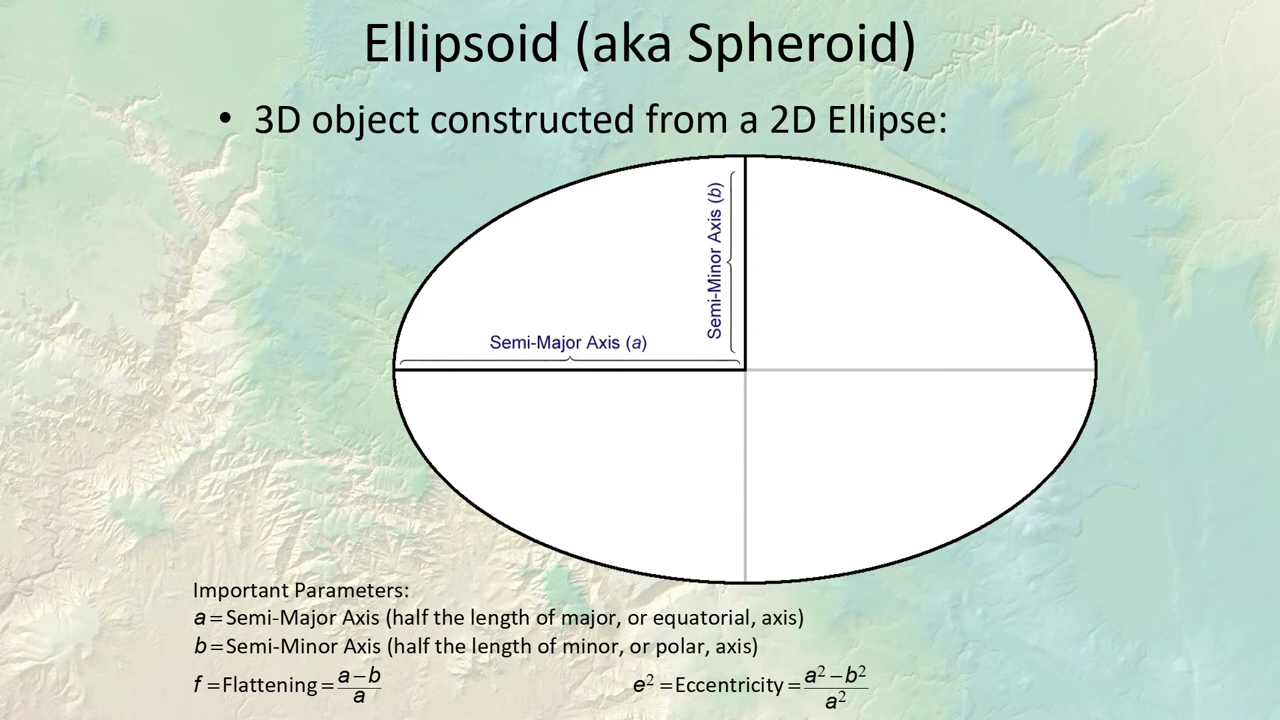 Ellipsoid (aka Spheroid)
• 3D object constructed from a 2D Ellipse:
Semi-Minor Axis (b)
Semi-Major Axis (a)
Important Parameters:
a = Semi-Major Axis (half the length of major, or equatorial, axis)
b = Semi-Minor Axis (half the length of minor, or polar, axis)
f = Flattening = (a − b)/a
e² = Eccentricity = (a² − b²)/a²